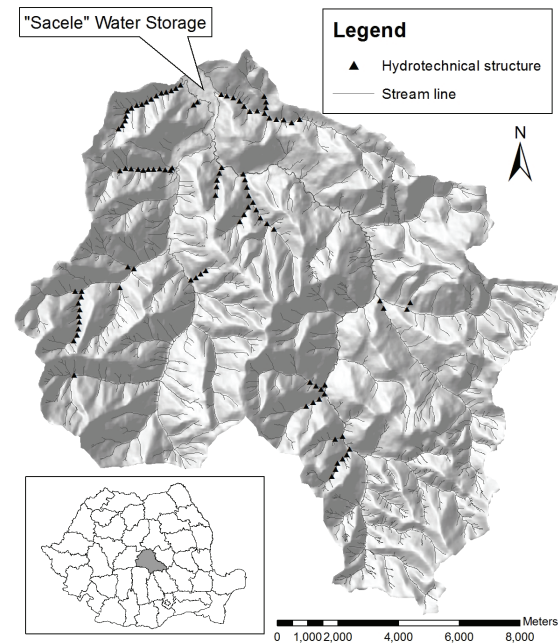 "Sacele" Water Storage
Legend
Hydrotechnical structure
Stream line
N
Meters
0 1,000 2,000 4,000 6,000 8,000